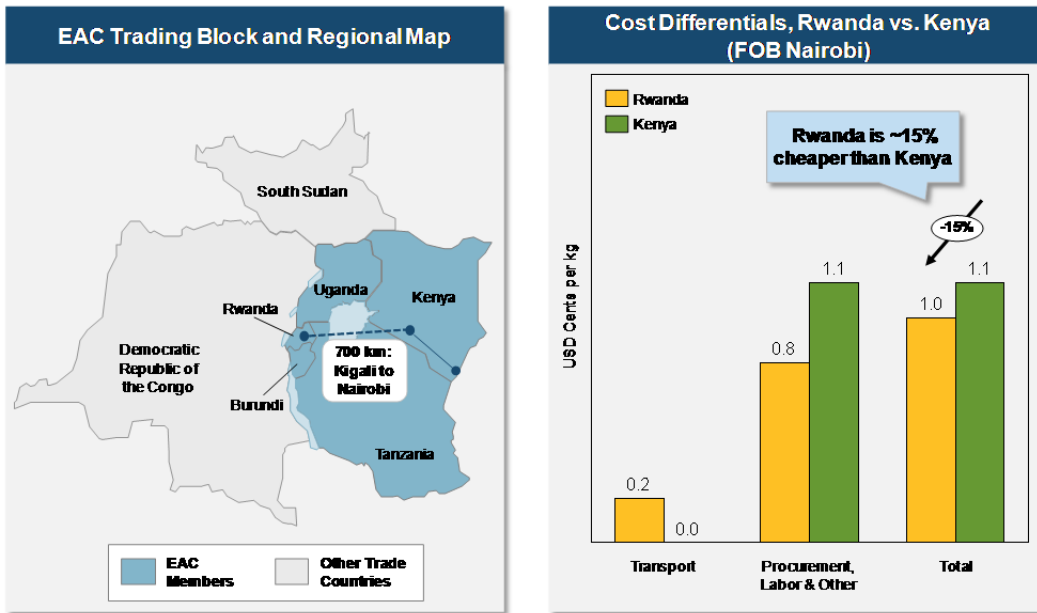 EAC Trading Block and Regional Map
South Sudan
Uganda
Kenya
Rwanda
Democratic
Republic of
the Congo
700 km:
Kigali to
Nairobi
Burundi
Tanzania
EAC
Members
Other Trade
Countries
Cost Differentials, Rwanda vs. Kenya
(FOB Nairobi)
Rwanda
Kenya
Rwanda is ~15%
cheaper than Kenya
-15%
USD Cents per kg
0.2
0.0
0.8
1.1
1.0
1.1
Transport
Procurement,
Labor & Other
Total